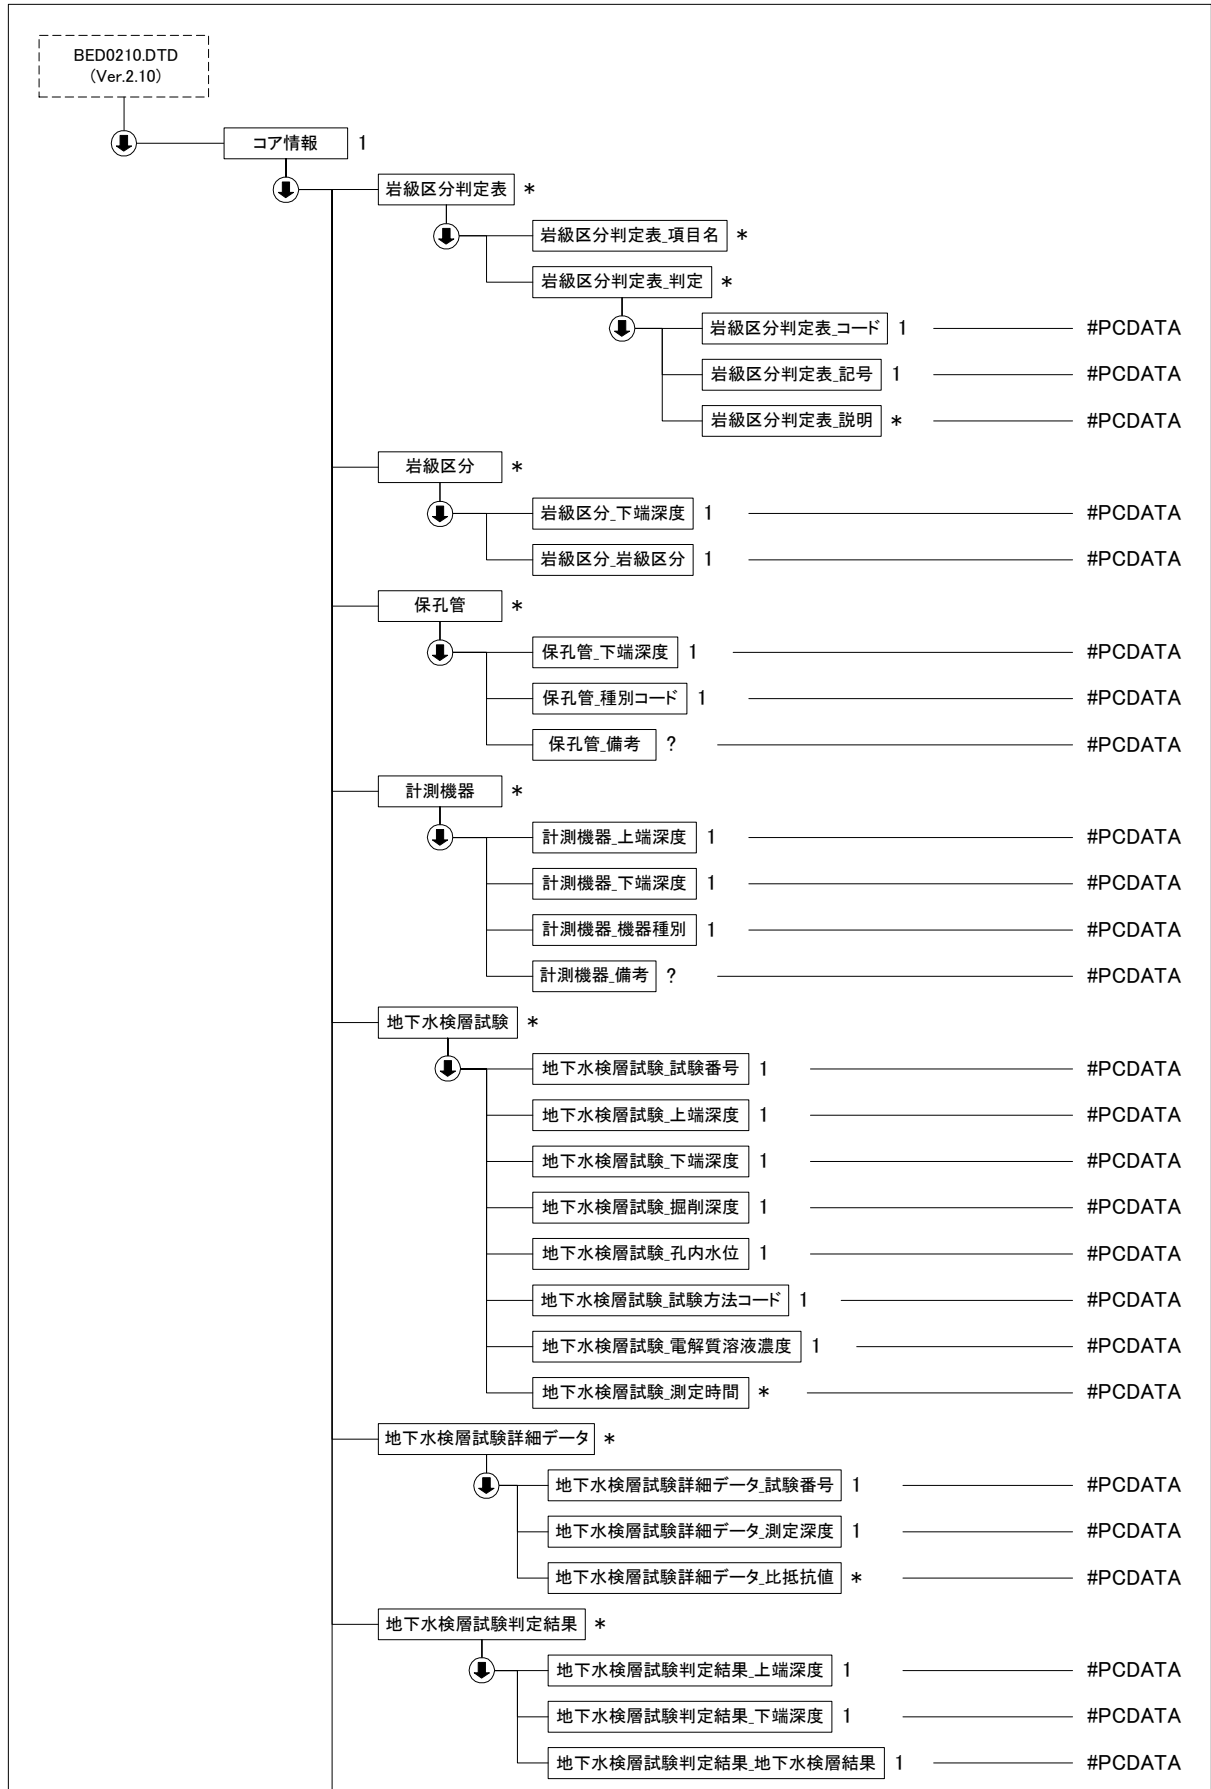 BED0210.DTD
(Ver.2.10)
コア情報 1
岩級区分判定表 *
岩級区分判定表_項目名 *
岩級区分判定表_判定 *
岩級区分判定表_コード 1 #PCDATA
岩級区分判定表_記号 1 #PCDATA
岩級区分判定表_説明 * #PCDATA
岩級区分 *
岩級区分_下端深度 1 #PCDATA
岩級区分_岩級区分 1 #PCDATA
保孔管 *
保孔管_下端深度 1 #PCDATA
保孔管_種別コード 1 #PCDATA
保孔管_備考 ? #PCDATA
計測機器 *
計測機器_上端深度 1 #PCDATA
計測機器_下端深度 1 #PCDATA
計測機器_機器種別 1 #PCDATA
計測機器_備考 ? #PCDATA
地下水検層試験 *
地下水検層試験_試験番号 1 #PCDATA
地下水検層試験_上端深度 1 #PCDATA
地下水検層試験_下端深度 1 #PCDATA
地下水検層試験_掘削深度 1 #PCDATA
地下水検層試験_孔内水位 1 #PCDATA
地下水検層試験_試験方法コード 1 #PCDATA
地下水検層試験_電解質溶液濃度 1 #PCDATA
地下水検層試験_測定時間 * #PCDATA
地下水検層試験詳細データ *
地下水検層試験詳細データ_試験番号 1 #PCDATA
地下水検層試験詳細データ_測定深度 1 #PCDATA
地下水検層試験詳細データ_比抵抗値 * #PCDATA
地下水検層試験判定結果 *
地下水検層試験判定結果_上端深度 1 #PCDATA
地下水検層試験判定結果_下端深度 1 #PCDATA
地下水検層試験判定結果_地下水検層結果 1 #PCDATA